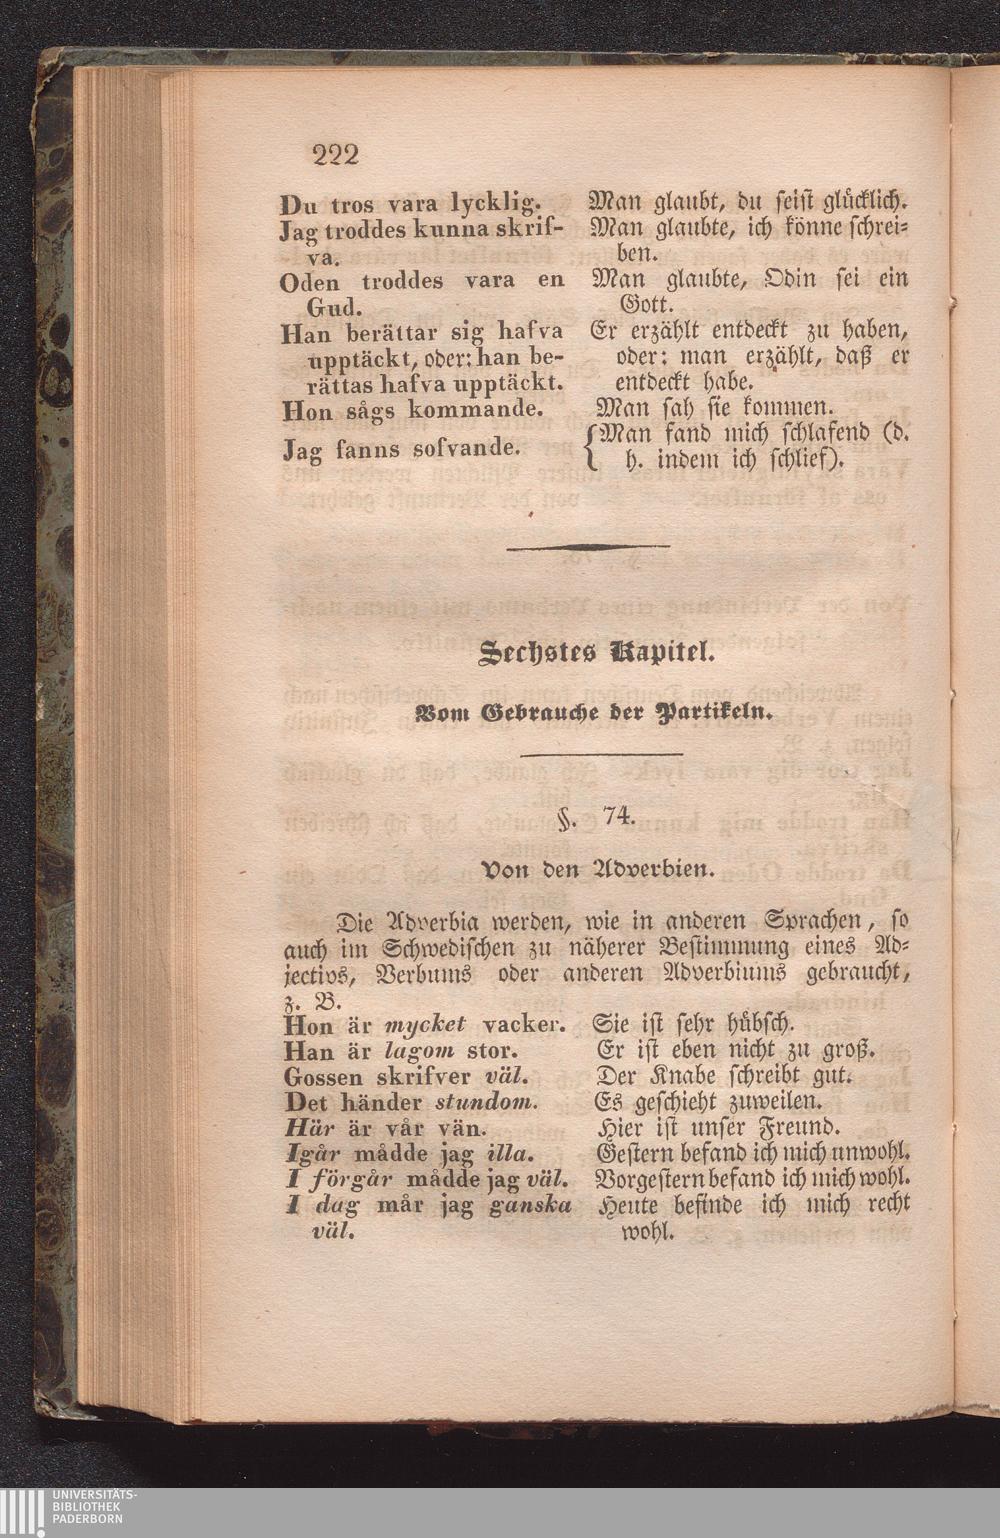 222
Du tros vara lycklig. Man glaubt, du seist glücklich.
Jag troddes kunna skrif- Man glaubte, ich könne schrei-
va. ben.
Oden troddes vara en Man glaubte, Odin sei ein
Gud. Gott.
Han berättar sig hafva Er erzählt entdeckt zu haben,
upptäckt, oder: han be- oder: man erzählt, daß er
rättas hafva upptäckt. entdeckt habe.
Hon sågs kommande. Man sah sie kommen.
Jag fanns sofvande. {Man fand mich schlafend (d.
h. indem ich schlief).
Sechstes Kapitel.
Vom Gebrauche der Partikeln.
§. 74.
Von den Adverbien.
Die Adverbia werden, wie in anderen Sprachen, so
auch im Schwedischen zu näherer Bestimmung eines Ad-
jectivs, Verbums oder anderen Adverbiums gebraucht,
z. B.
Hon är mycket vacker. Sie ist sehr hübsch.
Han är lagom stor. Er ist eben nicht zu groß.
Gossen skrifver väl. Der Knabe schreibt gut.
Det händer stundom. Es geschieht zuweilen.
Här är vår vän. Hier ist unser Freund.
Igår mådde jag illa. Gestern befand ich mich unwohl.
I förgår mådde jag väl. Vorgestern befand ich mich wohl.
I dag mår jag ganska Heute befinde ich mich recht
väl. wohl.
UNIVERSITÄTS-
BIBLIOTHEK
PADERBORN